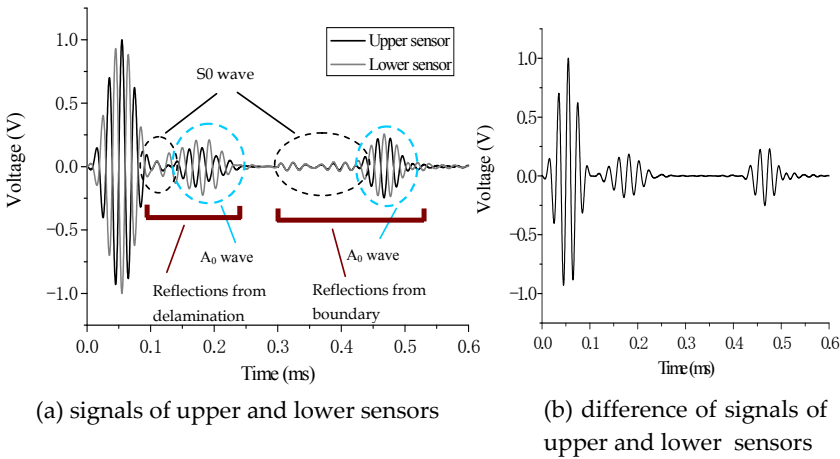 Upper sensor
Lower sensor
S0 wave
1.0
0.5
0.0
−0.5
−1.0
Voltage (V)
A₀ wave
A₀ wave
Reflections from
delamination
Reflections from
boundary
0.0 0.1 0.2 0.3 0.4 0.5 0.6
Time (ms)
(a) signals of upper and lower sensors
1.0
0.5
0.0
−0.5
−1.0
Voltage (V)
0.0 0.1 0.2 0.3 0.4 0.5 0.6
Time (ms)
(b) difference of signals of
upper and lower sensors